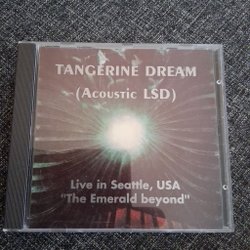 TANGERINE DREAM
(ACOUSTIC LSD)
Live in Seattle, USA
"The Emerald beyond"